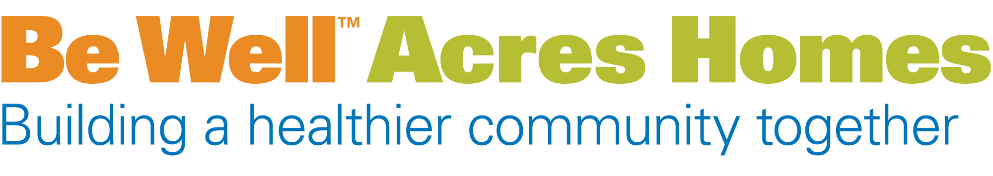 Be Well™ Acres Homes
Building a healthier community together